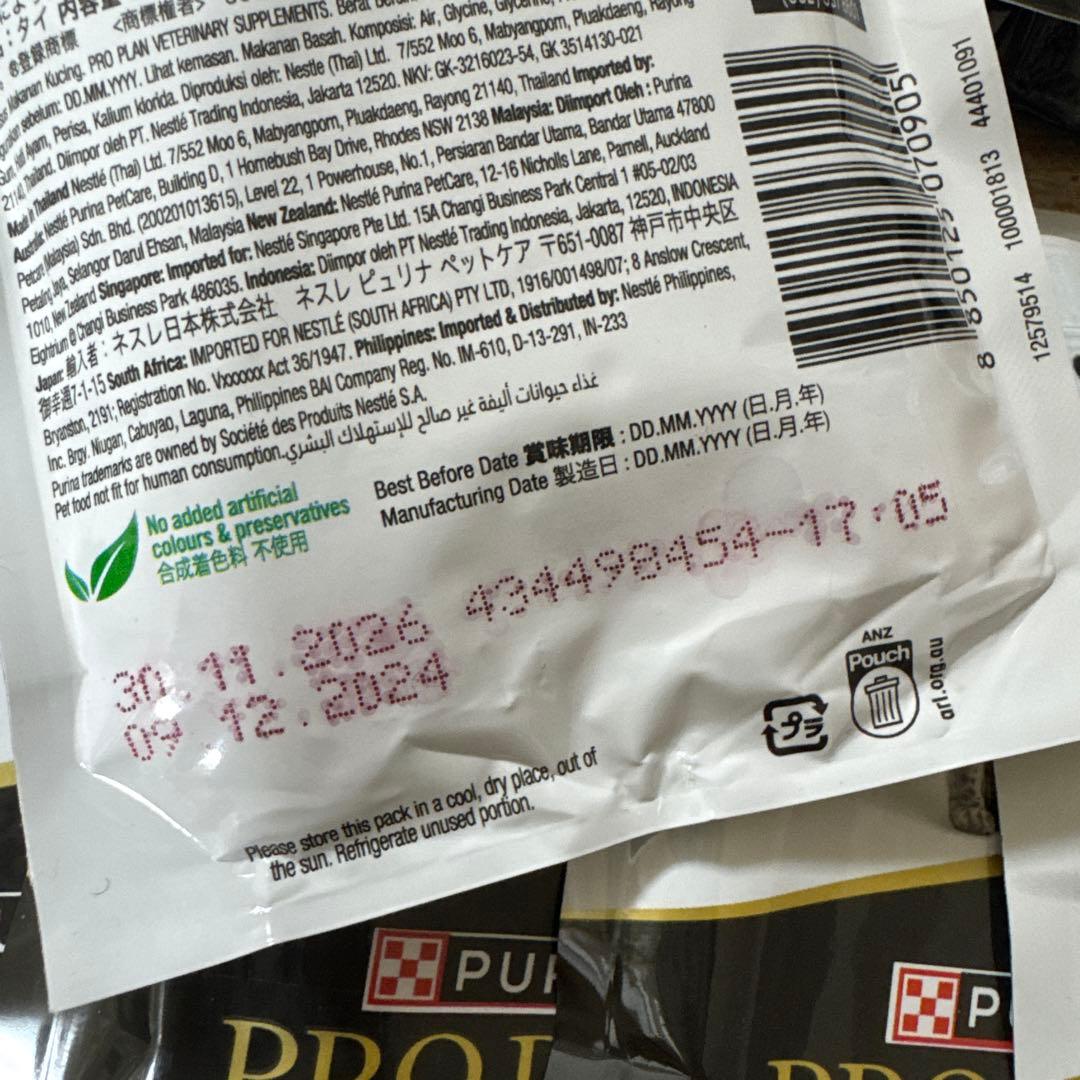 : タイ 内容量
®登録商標 <商標権者>
Makanan Kucing. PRO PLAN VETERINARY SUPPLEMENTS. Berat
sebelum: DD.MM.YYYY. Lihat kemasan. Makanan Basah. Komposisi: Air, Glycine,
Ayam, Perisa, Kalium klorida. Diproduksi oleh: Nestle (Thai) Ltd. 7/552 Moo 6, Mabyangporn, Pluakdaeng, Rayong
21140, Thailand. Diimpor oleh PT. Nestlé Trading Indonesia, Jakarta 12520. NKV: GK-3216023-54, GK 3514130-021
Made in Thailand Nestlé (Thai) Ltd. 7/552 Moo 6, Mabyangporn, Pluakdaeng, Rayong 21140, Thailand Imported by:
Australia: Nestlé Purina PetCare, Building D, 1 Homebush Bay Drive, Rhodes NSW 2138 Malaysia: Diimport Oleh : Purina
Petcare (Malaysia) Sdn. Bhd. (200201013615), Level 22, 1 Powerhouse, No.1, Persiaran Bandar Utama, Bandar Utama 47800
Petaling Jaya, Selangor Darul Ehsan, Malaysia New Zealand: Nestlé Purina PetCare, 12-16 Nicholls Lane, Parnell, Auckland
1010, New Zealand Singapore: Imported for: Nestlé Singapore Pte Ltd. 15A Changi Business Park Central 1 #05-02/03
Eightrium @ Changi Business Park 486035. Indonesia: Diimpor oleh PT Nestlé Trading Indonesia, Jakarta, 12520, INDONESIA
Japan: 輸入者 : ネスレ日本株式会社 ネスレ ピュリナ ペットケア 〒651-0087 神戸市中央区
御幸通7-1-15 South Africa: IMPORTED FOR NESTLÉ (SOUTH AFRICA) PTY LTD, 1916/001498/07; 8 Anslow Crescent,
Bryanston, 2191; Registration No. Vxxxxxx Act 36/1947. Philippines: Imported & Distributed by: Nestlé Philippines,
Inc. Brgy. Niugan, Cabuyao, Laguna, Philippines BAI Company Reg. No. IM-610, D-13-291, IN-233
Purina trademarks are owned by Société des Produits Nestlé S.A.
Pet food not fit for human consumption. غذاء حيوانات أليفة غير صالح للإستهلاك البشري
8 850125 070905
12579514 100001813 44401091
No added artificial
colours & preservatives
合成着色料 不使用
Best Before Date 賞味期限 : DD.MM.YYYY (日.月.年)
Manufacturing Date 製造日 : DD.MM.YYYY (日.月.年)
30.11.2026 434498454-17·05
09.12.2024
ANZ
Pouch
arl.org.au
プラ
Please store this pack in a cool, dry place, out of
the sun. Refrigerate unused portion.